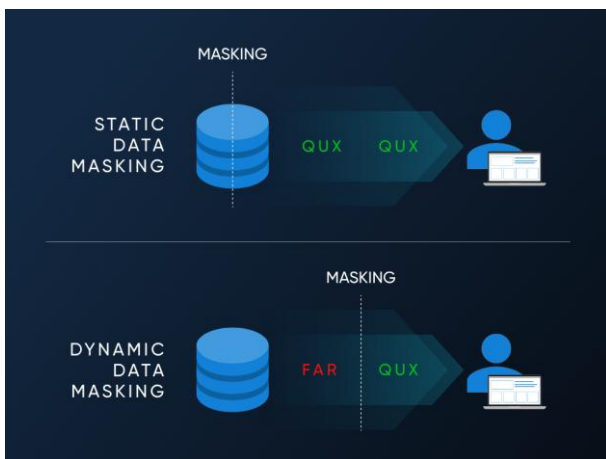 MASKING
STATIC
DATA
MASKING
QUX QUX
MASKING
DYNAMIC
DATA
MASKING
FAR QUX